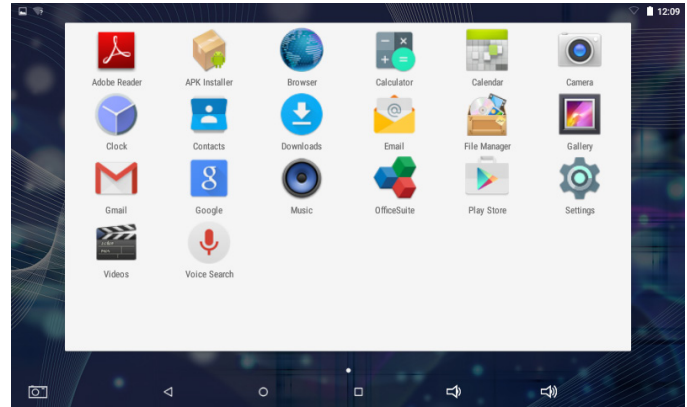 12:09
Adobe Reader APK Installer Browser Calculator Calendar Camera
Clock Contacts Downloads Email File Manager Gallery
8
Gmail Google Music OfficeSuite Play Store Settings
Videos Voice Search